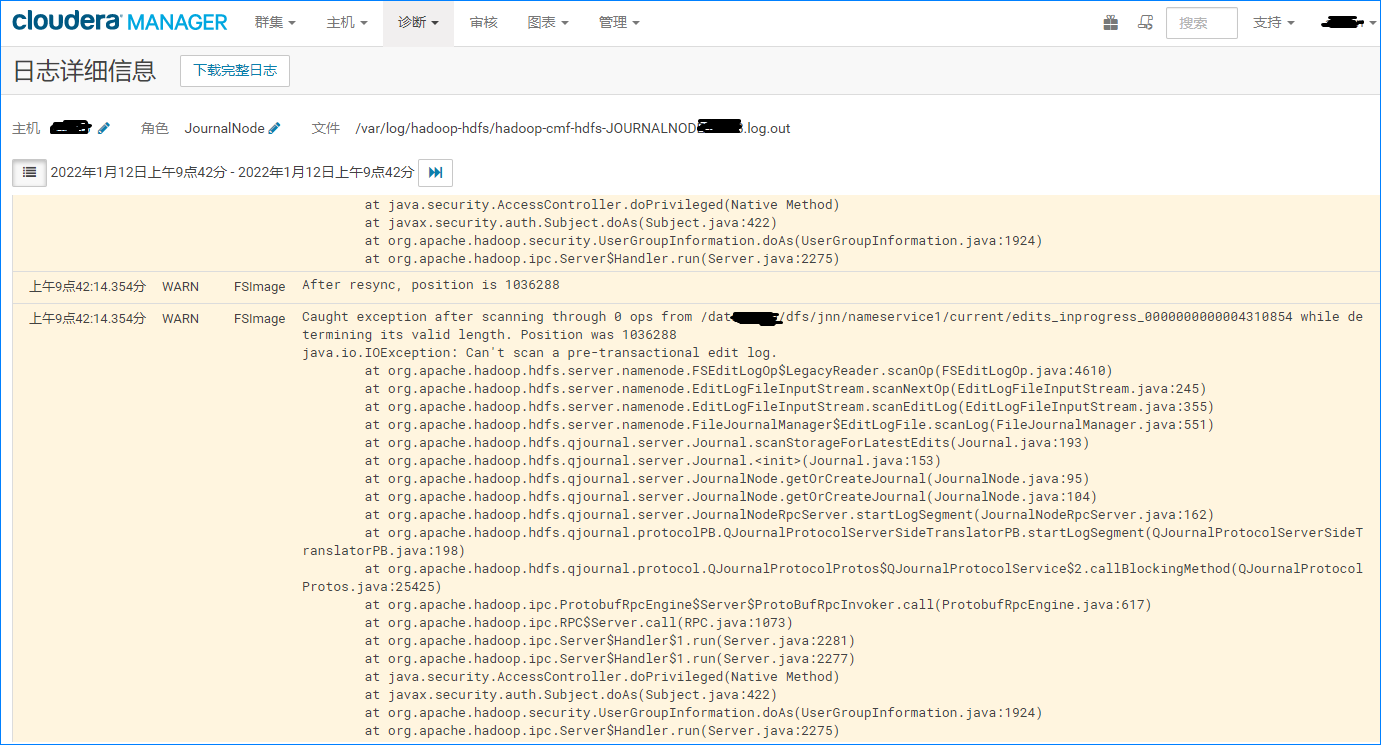 cloudera MANAGER 群集 主机 诊断 审核 图表 管理 搜索 支持
日志详细信息 下载完整日志
主机 角色 JournalNode 文件 /var/log/hadoop-hdfs/hadoop-cmf-hdfs-JOURNALNOD .log.out
2022年1月12日上午9点42分 - 2022年1月12日上午9点42分
at java.security.AccessController.doPrivileged(Native Method)
at javax.security.auth.Subject.doAs(Subject.java:422)
at org.apache.hadoop.security.UserGroupInformation.doAs(UserGroupInformation.java:1924)
at org.apache.hadoop.ipc.Server$Handler.run(Server.java:2275)
上午9点42:14.354分 WARN FSImage After resync, position is 1036288
上午9点42:14.354分 WARN FSImage Caught exception after scanning through 0 ops from /dat /dfs/jnn/nameservice1/current/edits_inprogress_0000000000004310854 while de
termining its valid length. Position was 1036288
java.io.IOException: Can't scan a pre-transactional edit log.
at org.apache.hadoop.hdfs.server.namenode.FSEditLogOp$LegacyReader.scanOp(FSEditLogOp.java:4610)
at org.apache.hadoop.hdfs.server.namenode.EditLogFileInputStream.scanNextOp(EditLogFileInputStream.java:245)
at org.apache.hadoop.hdfs.server.namenode.EditLogFileInputStream.scanEditLog(EditLogFileInputStream.java:355)
at org.apache.hadoop.hdfs.server.namenode.FileJournalManager$EditLogFile.scanLog(FileJournalManager.java:551)
at org.apache.hadoop.hdfs.qjournal.server.Journal.scanStorageForLatestEdits(Journal.java:193)
at org.apache.hadoop.hdfs.qjournal.server.Journal.<init>(Journal.java:153)
at org.apache.hadoop.hdfs.qjournal.server.JournalNode.getOrCreateJournal(JournalNode.java:95)
at org.apache.hadoop.hdfs.qjournal.server.JournalNode.getOrCreateJournal(JournalNode.java:104)
at org.apache.hadoop.hdfs.qjournal.server.JournalNodeRpcServer.startLogSegment(JournalNodeRpcServer.java:162)
at org.apache.hadoop.hdfs.qjournal.protocolPB.QJournalProtocolServerSideTranslatorPB.startLogSegment(QJournalProtocolServerSideT
ranslatorPB.java:198)
at org.apache.hadoop.hdfs.qjournal.protocol.QJournalProtocolProtos$QJournalProtocolService$2.callBlockingMethod(QJournalProtocol
Protos.java:25425)
at org.apache.hadoop.ipc.ProtobufRpcEngine$Server$ProtoBufRpcInvoker.call(ProtobufRpcEngine.java:617)
at org.apache.hadoop.ipc.RPC$Server.call(RPC.java:1073)
at org.apache.hadoop.ipc.Server$Handler$1.run(Server.java:2281)
at org.apache.hadoop.ipc.Server$Handler$1.run(Server.java:2277)
at java.security.AccessController.doPrivileged(Native Method)
at javax.security.auth.Subject.doAs(Subject.java:422)
at org.apache.hadoop.security.UserGroupInformation.doAs(UserGroupInformation.java:1924)
at org.apache.hadoop.ipc.Server$Handler.run(Server.java:2275)